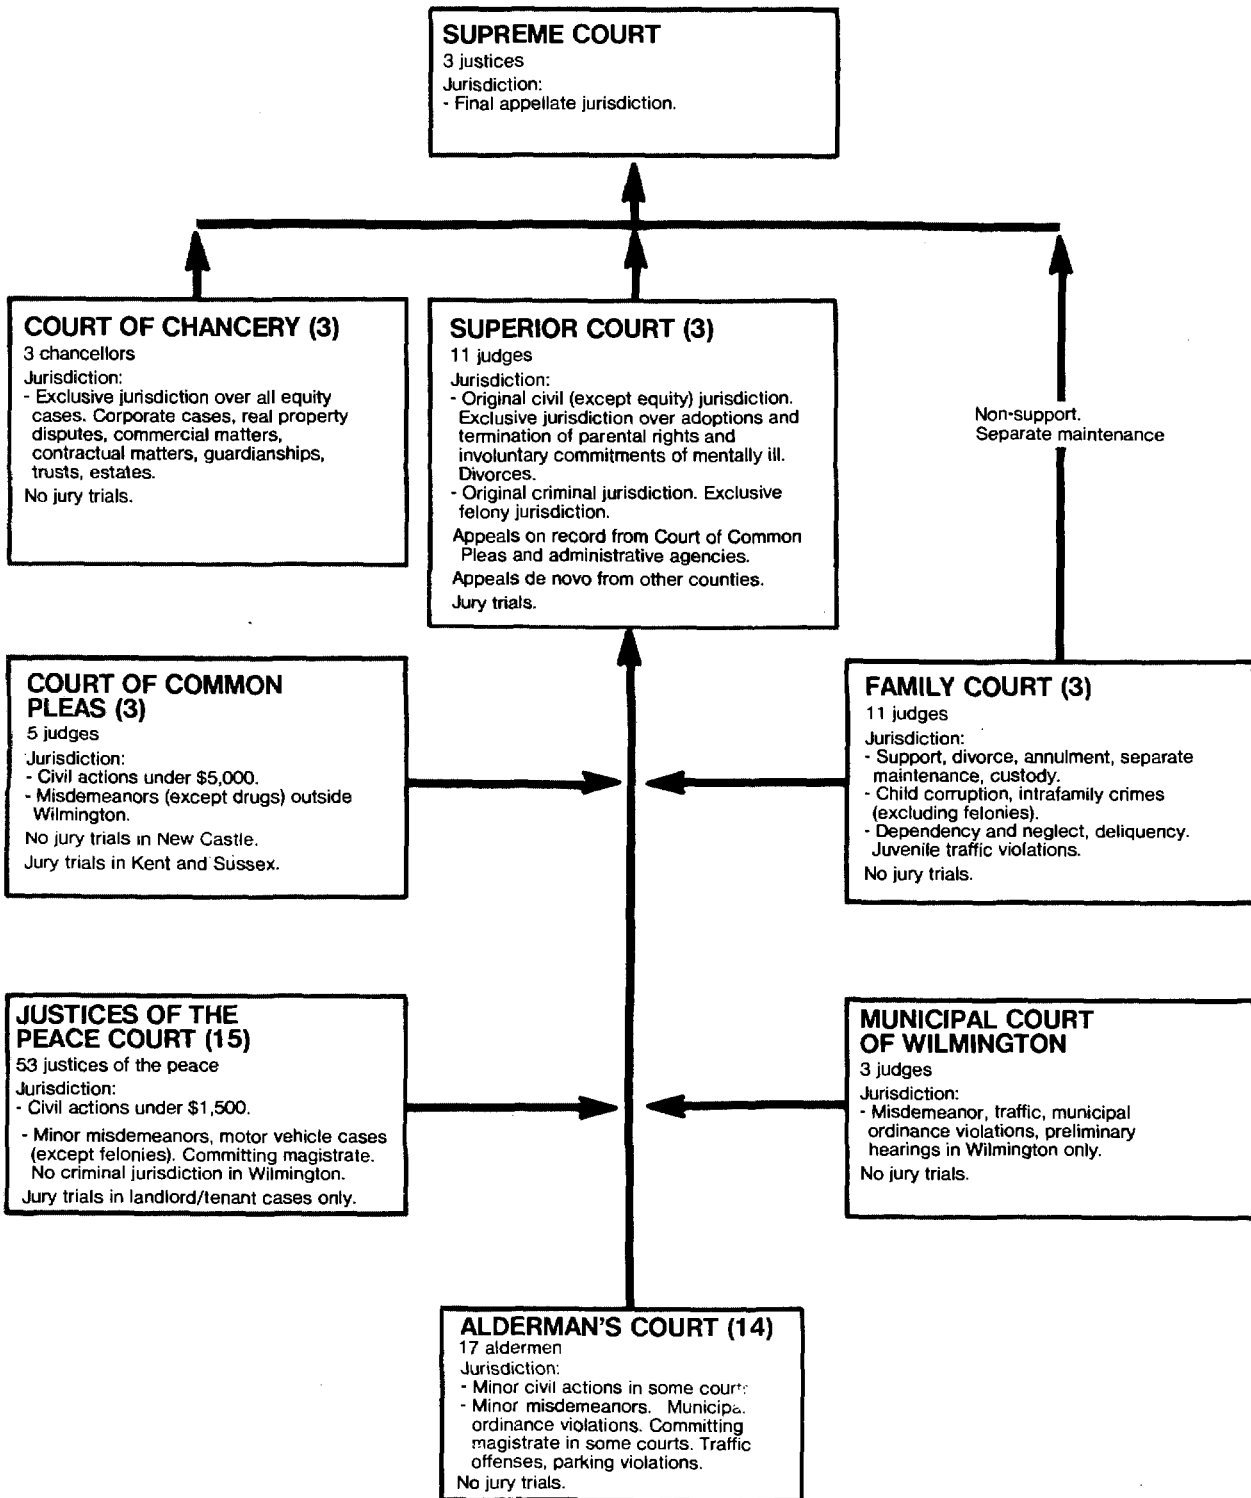 SUPREME COURT
3 justices
Jurisdiction:
- Final appellate jurisdiction.
COURT OF CHANCERY (3)
3 chancellors
Jurisdiction:
- Exclusive jurisdiction over all equity
cases. Corporate cases, real property
disputes, commercial matters,
contractual matters, guardianships,
trusts, estates.
No jury trials.
SUPERIOR COURT (3)
11 judges
Jurisdiction:
- Original civil (except equity) jurisdiction.
Exclusive jurisdiction over adoptions and
termination of parental rights and
involuntary commitments of mentally ill.
Divorces.
- Original criminal jurisdiction. Exclusive
felony jurisdiction.
Appeals on record from Court of Common
Pleas and administrative agencies.
Appeals de novo from other counties.
Jury trials.
Non-support.
Separate maintenance
COURT OF COMMON
PLEAS (3)
5 judges
Jurisdiction:
- Civil actions under $5,000.
- Misdemeanors (except drugs) outside
Wilmington.
No jury trials in New Castle.
Jury trials in Kent and Sussex.
FAMILY COURT (3)
11 judges
Jurisdiction:
- Support, divorce, annulment, separate
maintenance, custody.
- Child corruption, intrafamily crimes
(excluding felonies).
- Dependency and neglect, deliquency.
Juvenile traffic violations.
No jury trials.
JUSTICES OF THE
PEACE COURT (15)
53 justices of the peace
Jurisdiction:
- Civil actions under $1,500.
- Minor misdemeanors, motor vehicle cases
(except felonies). Committing magistrate.
No criminal jurisdiction in Wilmington.
Jury trials in landlord/tenant cases only.
MUNICIPAL COURT
OF WILMINGTON
3 judges
Jurisdiction:
- Misdemeanor, traffic, municipal
ordinance violations, preliminary
hearings in Wilmington only.
No jury trials.
ALDERMAN'S COURT (14)
17 aldermen
Jurisdiction:
- Minor civil actions in some courts
- Minor misdemeanors. Municipal
ordinance violations. Committing
magistrate in some courts. Traffic
offenses, parking violations.
No jury trials.